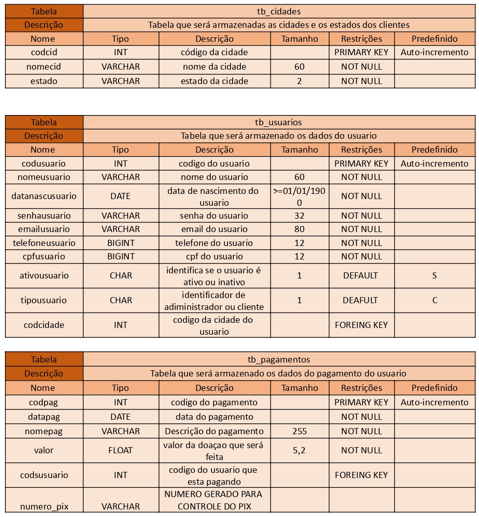 Tabela tb_cidades
Descrição Tabela que será armazenadas as cidades e os estados dos clientes
Nome Tipo Descrição Tamanho Restrições Predefinido
codcid INT código da cidade PRIMARY KEY Auto-incremento
nomecid VARCHAR nome da cidade 60 NOT NULL
estado VARCHAR estado da cidade 2 NOT NULL
Tabela tb_usuarios
Descrição Tabela que será armazenado os dados do usuario
Nome Tipo Descrição Tamanho Restrições Predefinido
codusuario INT codigo do usuario PRIMARY KEY Auto-incremento
nomeusuario VARCHAR nome do usuario 60 NOT NULL
datanascusuario DATE data de nascimento do
usuario >=01/01/190
0 NOT NULL
senhausuario VARCHAR senha do usuario 32 NOT NULL
emailusuario VARCHAR email do usuario 80 NOT NULL
telefoneusuario BIGINT telefone do usuario 12 NOT NULL
cpfusuario BIGINT cpf do usuario 12 NOT NULL
ativousuario CHAR identifica se o usuario é
ativo ou inativo 1 DEFAULT S
tipousuario CHAR identificador de
adiministrador ou cliente 1 DEAFULT C
codcidade INT codigo da cidade do
usuario FOREING KEY
Tabela tb_pagamentos
Descrição Tabela que será armazenado os dados do pagamento do usuario
Nome Tipo Descrição Tamanho Restrições Predefinido
codpag INT codigo do pagamento PRIMARY KEY Auto-incremento
datapag DATE data do pagamento NOT NULL
nomepag VARCHAR Descrição do pagamento 255 NOT NULL
valor FLOAT valor da doaçao que será
feita 5,2 NOT NULL
codsusuario INT codigo do usuario que
esta pagando FOREING KEY
numero_pix VARCHAR NUMERO GERADO PARA
CONTROLE DO PIX